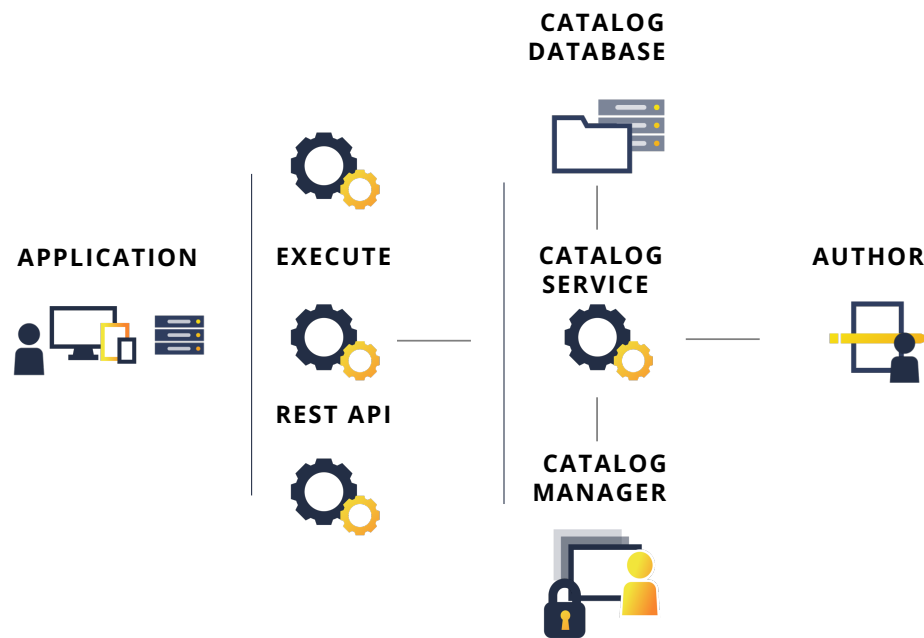 CATALOG
DATABASE
APPLICATION
EXECUTE
CATALOG
SERVICE
AUTHOR
REST API
CATALOG
MANAGER